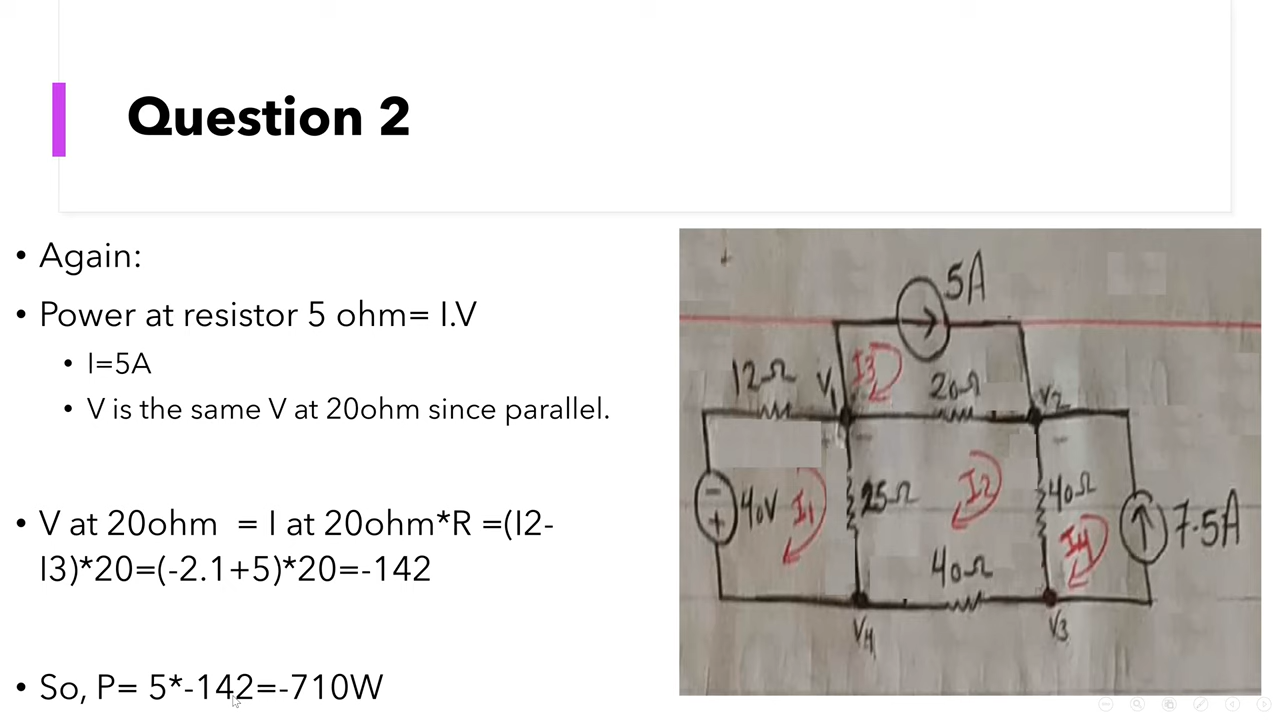 Question 2
• Again:
• Power at resistor 5 ohm= I.V
• I=5A
• V is the same V at 20ohm since parallel.
• V at 20ohm = I at 20ohm*R =(I2-
I3)*20=(-2.1+5)*20=-142
• So, P= 5*-142=-710W
5A
I3
12Ω
V1
20Ω
V2
40V
I1
25Ω
I2
40Ω
I4
7.5A
40Ω
V4
V3